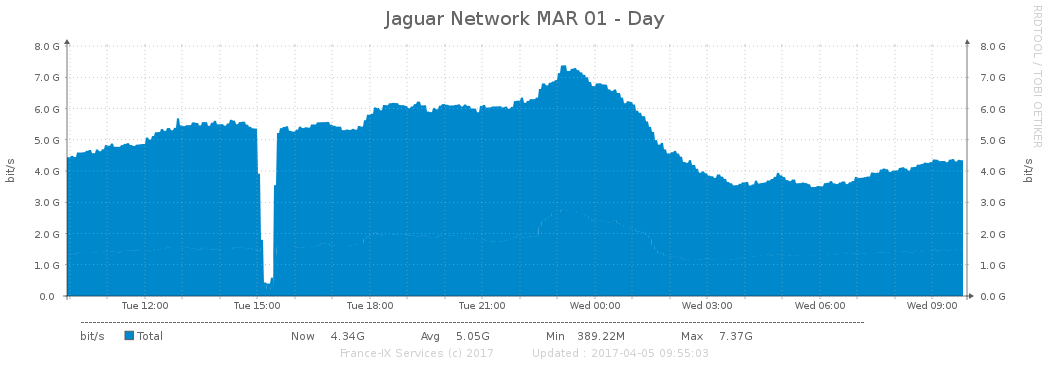 Jaguar Network MAR 01 - Day
RRDTOOL / TOBI OETIKER
8.0 G 8.0 G
7.0 G 7.0 G
6.0 G 6.0 G
5.0 G 5.0 G
4.0 G 4.0 G
3.0 G 3.0 G
2.0 G 2.0 G
1.0 G 1.0 G
0.0 0.0 G
bit/s
bit/s
Tue 12:00 Tue 15:00 Tue 18:00 Tue 21:00 Wed 00:00 Wed 03:00 Wed 06:00 Wed 09:00
bit/s Total Now 4.34G Avg 5.05G Min 389.22M Max 7.37G
France-IX Services (c) 2017 Updated : 2017-04-05 09:55:03